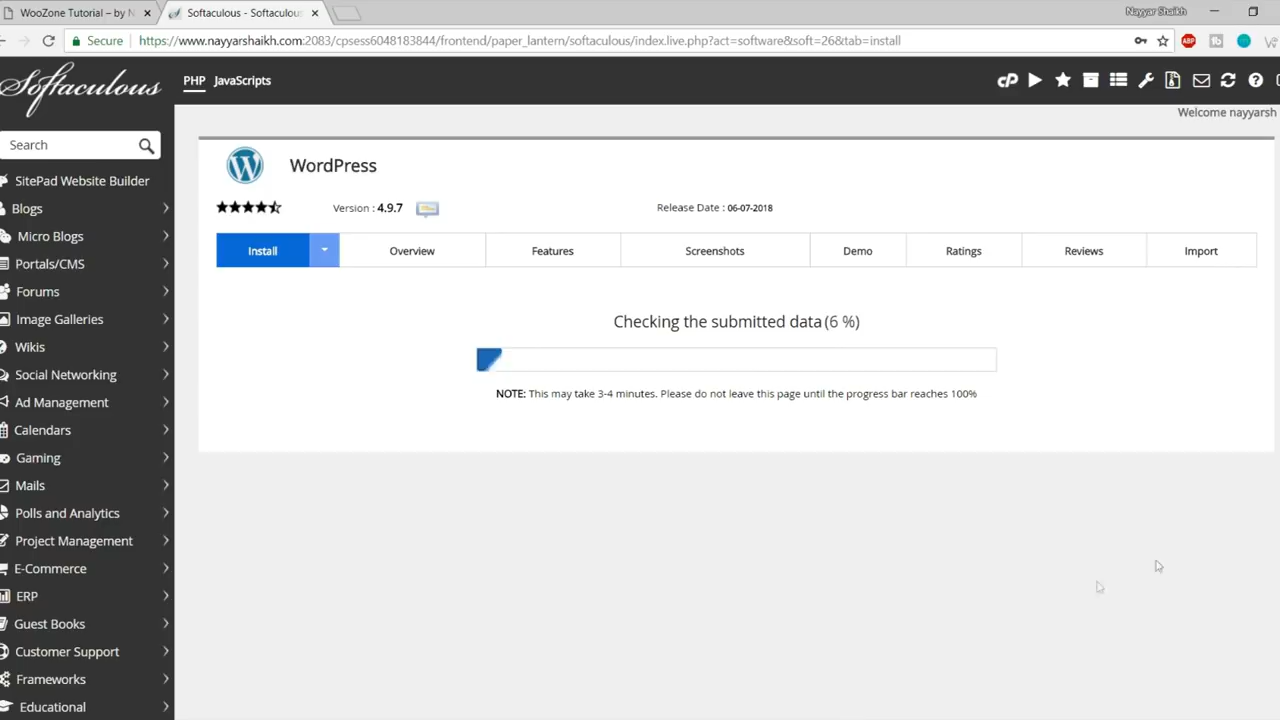 WooZone Tutorial – by N
Softaculous - Softaculou
Nayyar Shaikh
Secure
https://www.nayyarshaikh.com:2083/cpsess6048183844/frontend/paper_lantern/softaculous/index.live.php?act=software&soft=26&tab=install
ABP
Softaculous
PHP
JavaScripts
cP
Welcome nayyarsh
Search
SitePad Website Builder
Blogs
Micro Blogs
Portals/CMS
Forums
Image Galleries
Wikis
Social Networking
Ad Management
Calendars
Gaming
Mails
Polls and Analytics
Project Management
E-Commerce
ERP
Guest Books
Customer Support
Frameworks
Educational
WordPress
Version : 4.9.7
Release Date : 06-07-2018
Install
Overview
Features
Screenshots
Demo
Ratings
Reviews
Import
Checking the submitted data (6 %)
NOTE: This may take 3-4 minutes. Please do not leave this page until the progress bar reaches 100%